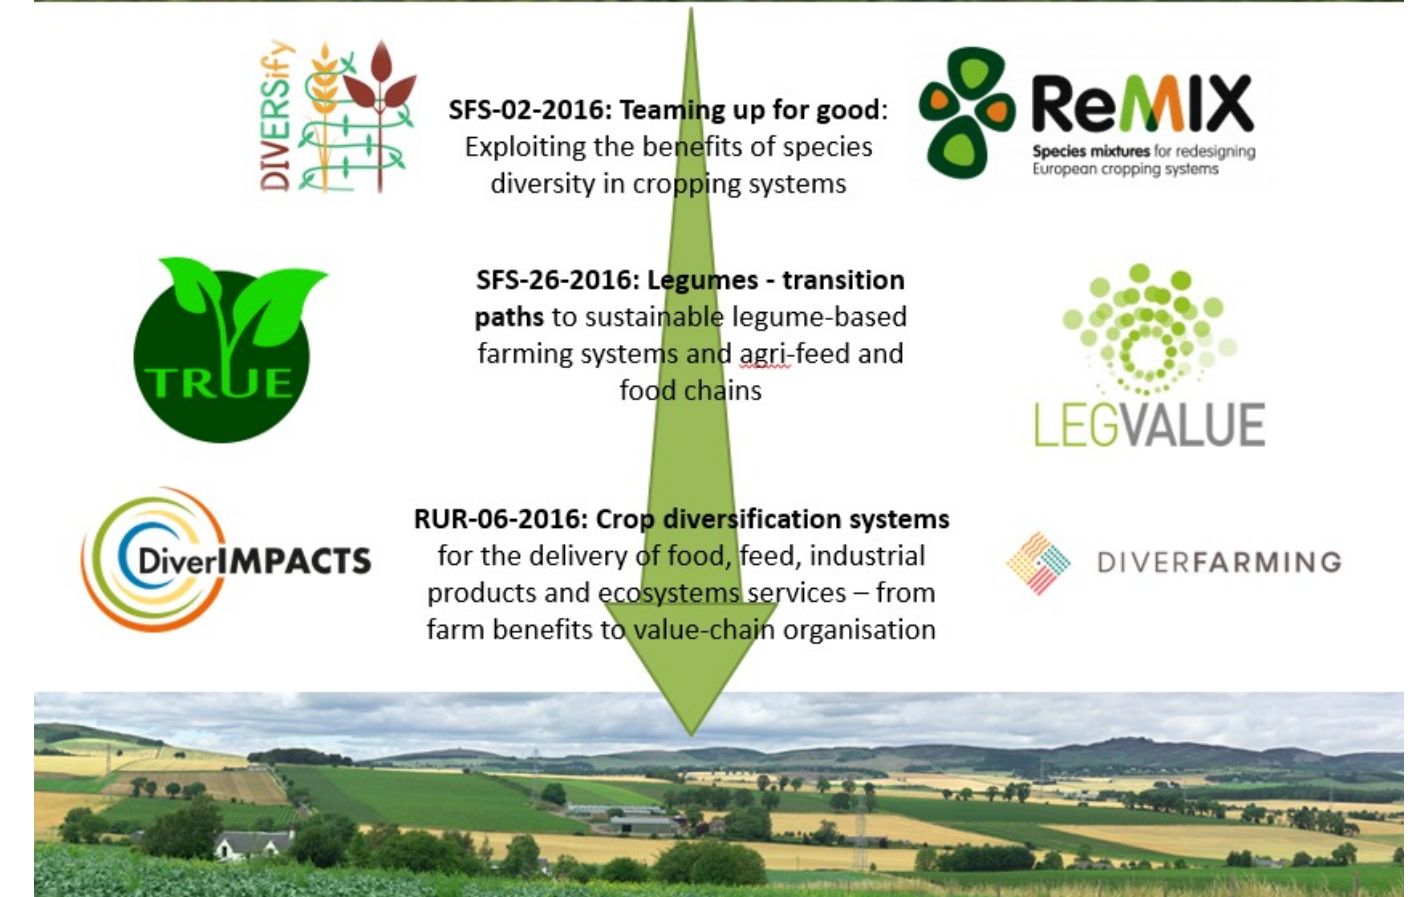 DIVERSify
SFS-02-2016: Teaming up for good:
Exploiting the benefits of species
diversity in cropping systems
ReMIX
Species mixtures for redesigning
European cropping systems
TRUE
SFS-26-2016: Legumes - transition
paths to sustainable legume-based
farming systems and agri-feed and
food chains
LEGVALUE
DiverIMPACTS
RUR-06-2016: Crop diversification systems
for the delivery of food, feed, industrial
products and ecosystems services – from
farm benefits to value-chain organisation
DIVERFARMING